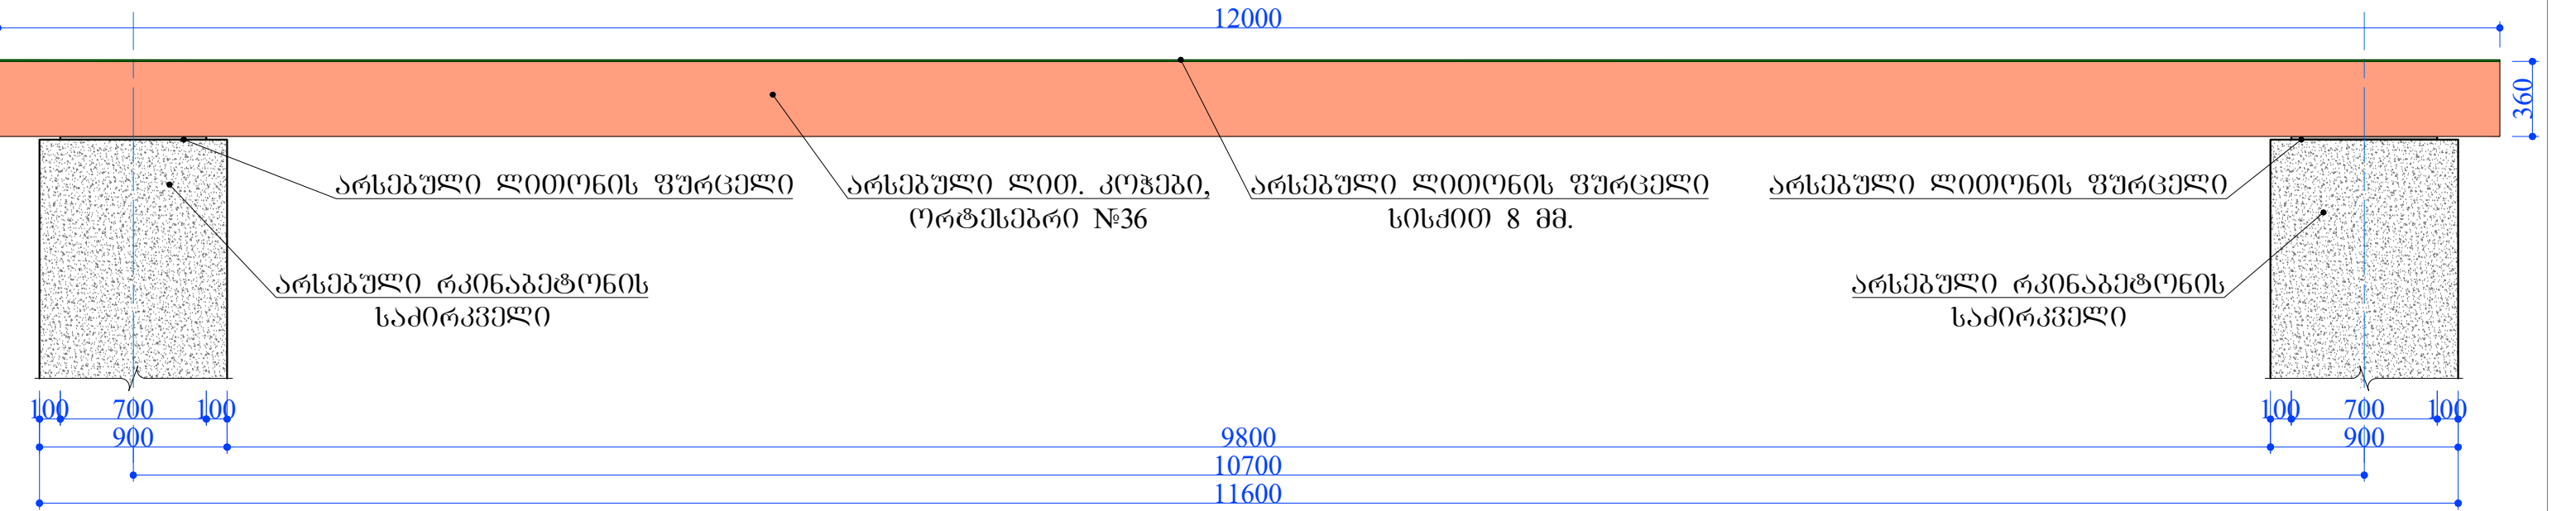 12000
360
არსებული ლითონის ფურცელი
არსებული ლით. კოჭები,
ორტესებრი №36
არსებული ლითონის ფურცელი
სისქით 8 მმ.
არსებული ლითონის ფურცელი
არსებული რკინაბეტონის
საძირკველი
არსებული რკინაბეტონის
საძირკველი
100 700 100 100 700 100
900 9800 900
10700
11600